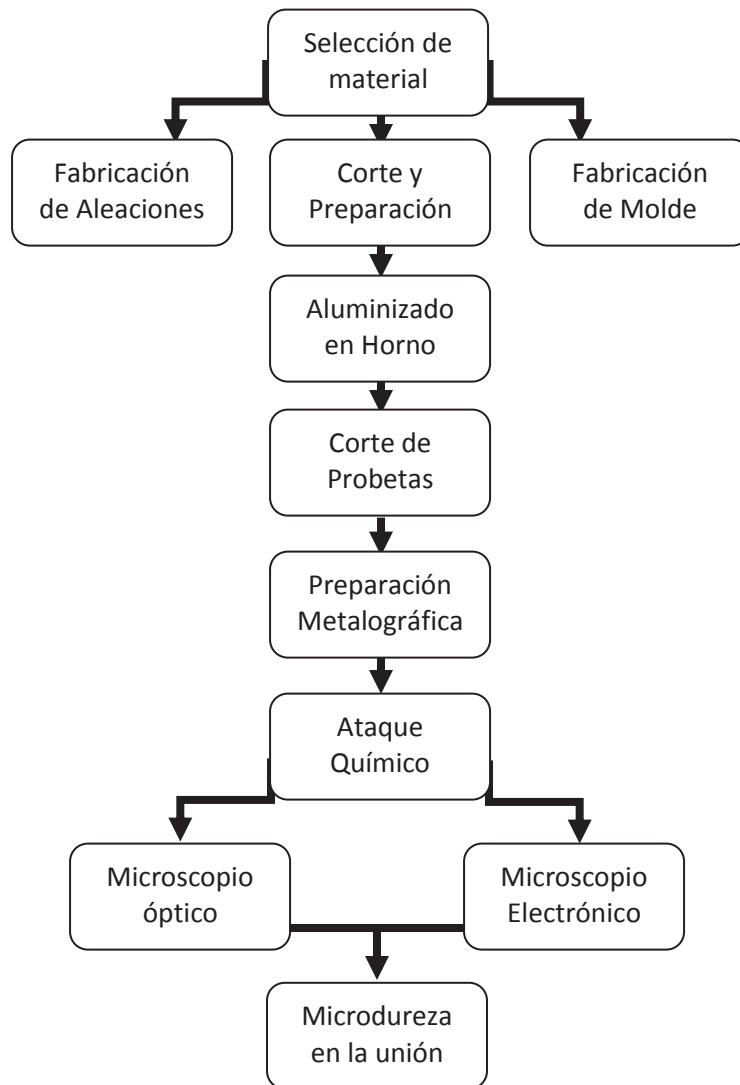 Selección de
material
Fabricación
de Aleaciones
Corte y
Preparación
Fabricación
de Molde
Aluminizado
en Horno
Corte de
Probetas
Preparación
Metalográfica
Ataque
Químico
Microscopio
óptico
Microscopio
Electrónico
Microdureza
en la unión